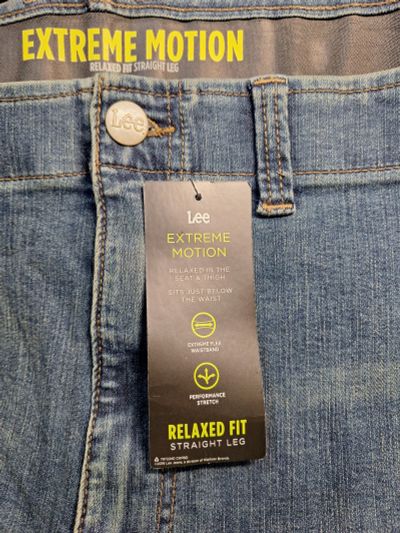 EXTREME MOTION
RELAXED FIT STRAIGHT LEG
Lee
Lee
EXTREME
MOTION
RELAXED IN THE
SEAT & THIGH
SITS JUST BELOW
THE WAIST
EXTREME FLEX
WAISTBAND
PERFORMANCE
STRETCH
RELAXED FIT
STRAIGHT LEG